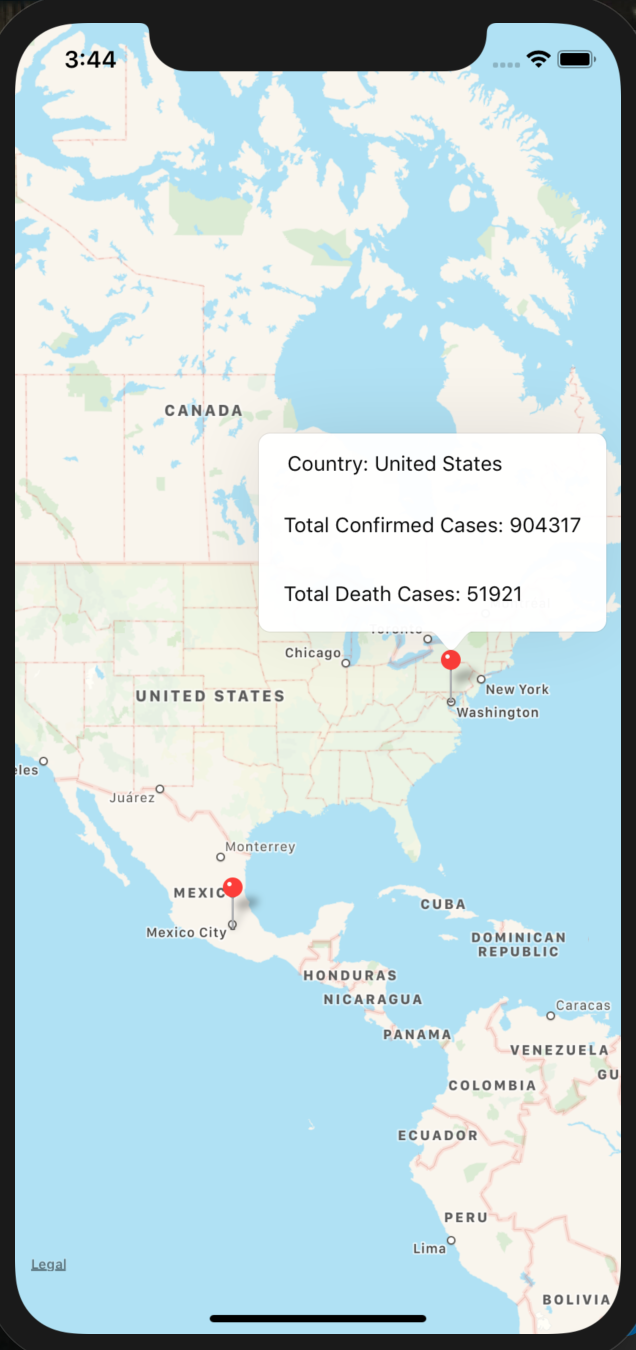 3:44
CANADA
Country: United States
Total Confirmed Cases: 904317
Total Death Cases: 51921
Toronto
Chicago
UNITED STATES
New York
Washington
eles
Juárez
Monterrey
MEXIC
CUBA
Mexico City
DOMINICAN
REPUBLIC
HONDURAS
NICARAGUA
Caracas
PANAMA
VENEZUELA
GU
COLOMBIA
ECUADOR
PERU
Lima
Legal
BOLIVIA